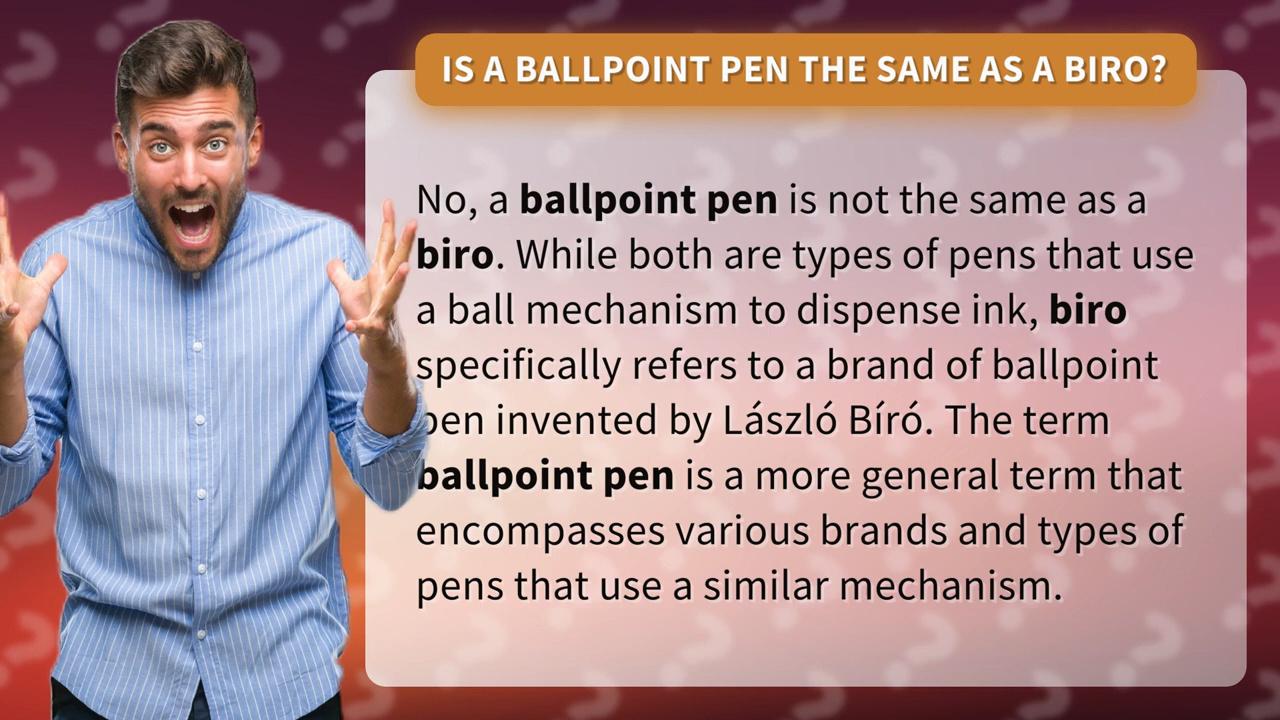 IS A BALLPOINT PEN THE SAME AS A BIRO?
No, a ballpoint pen is not the same as a
biro. While both are types of pens that use
a ball mechanism to dispense ink, biro
specifically refers to a brand of ballpoint
pen invented by László Bíró. The term
ballpoint pen is a more general term that
encompasses various brands and types of
pens that use a similar mechanism.